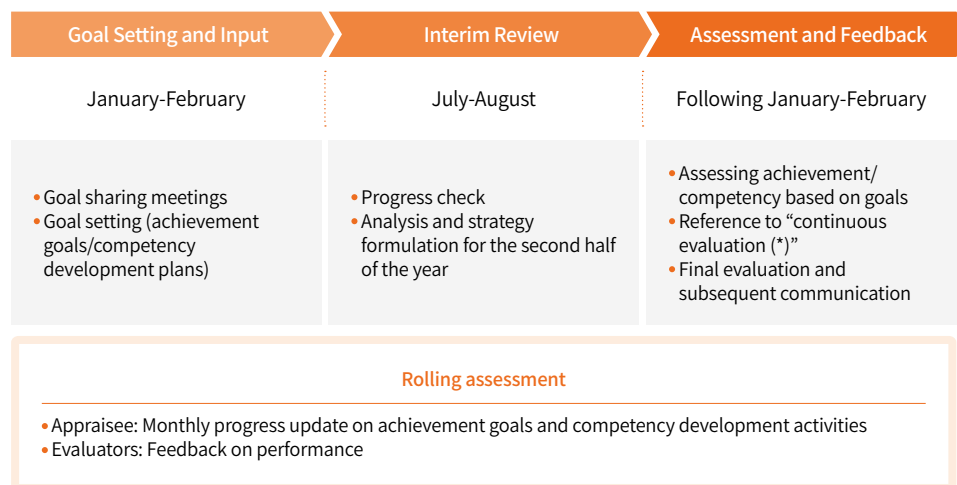 Goal Setting and Input
Interim Review
Assessment and Feedback
January-February
July-August
Following January-February
• Goal sharing meetings
• Goal setting (achievement
goals/competency
development plans)
• Progress check
• Analysis and strategy
formulation for the second half
of the year
• Assessing achievement/
competency based on goals
• Reference to “continuous
evaluation (*)”
• Final evaluation and
subsequent communication
Rolling assessment
• Appraisee: Monthly progress update on achievement goals and competency development activities
• Evaluators: Feedback on performance